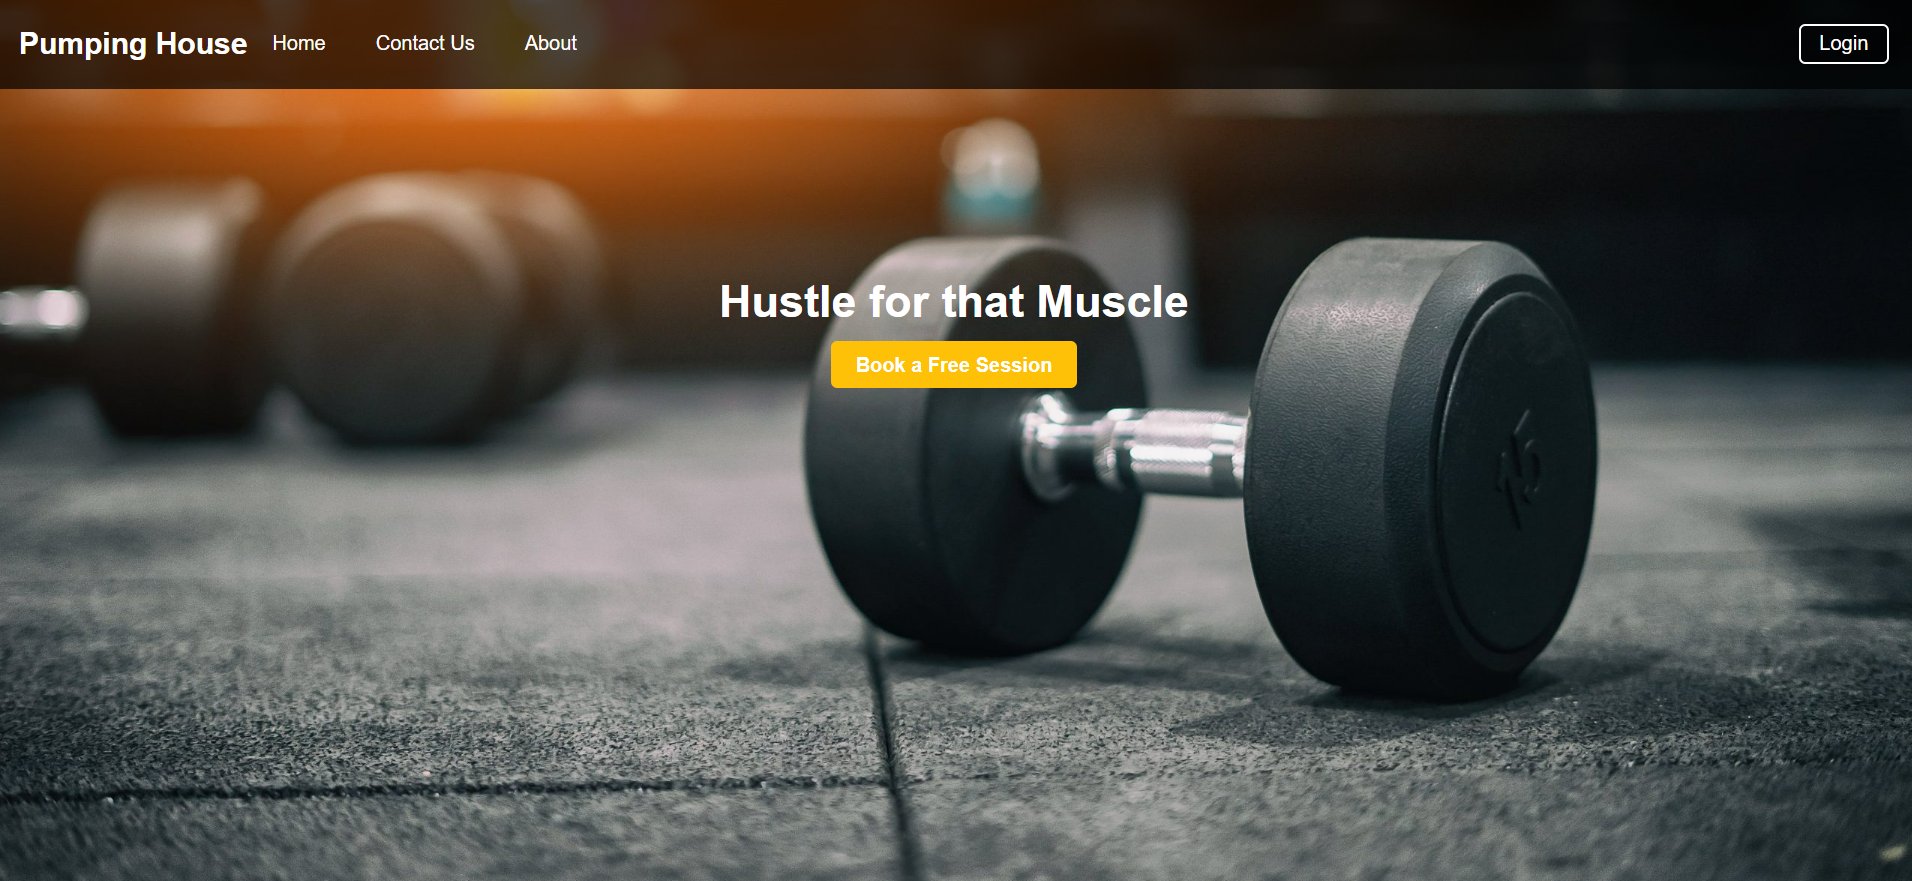 Pumping House Home Contact Us About Login
Hustle for that Muscle
Book a Free Session